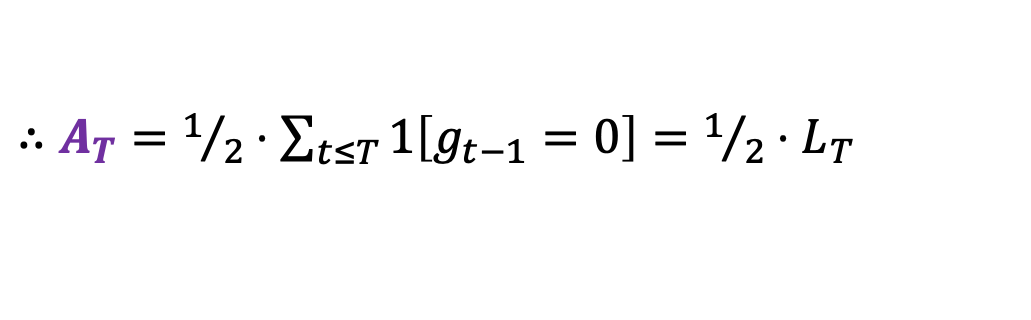 ∴ A_T = ¹/₂ · ∑_{t≤T} 1[g_{t−1} = 0] = ¹/₂ · L_T